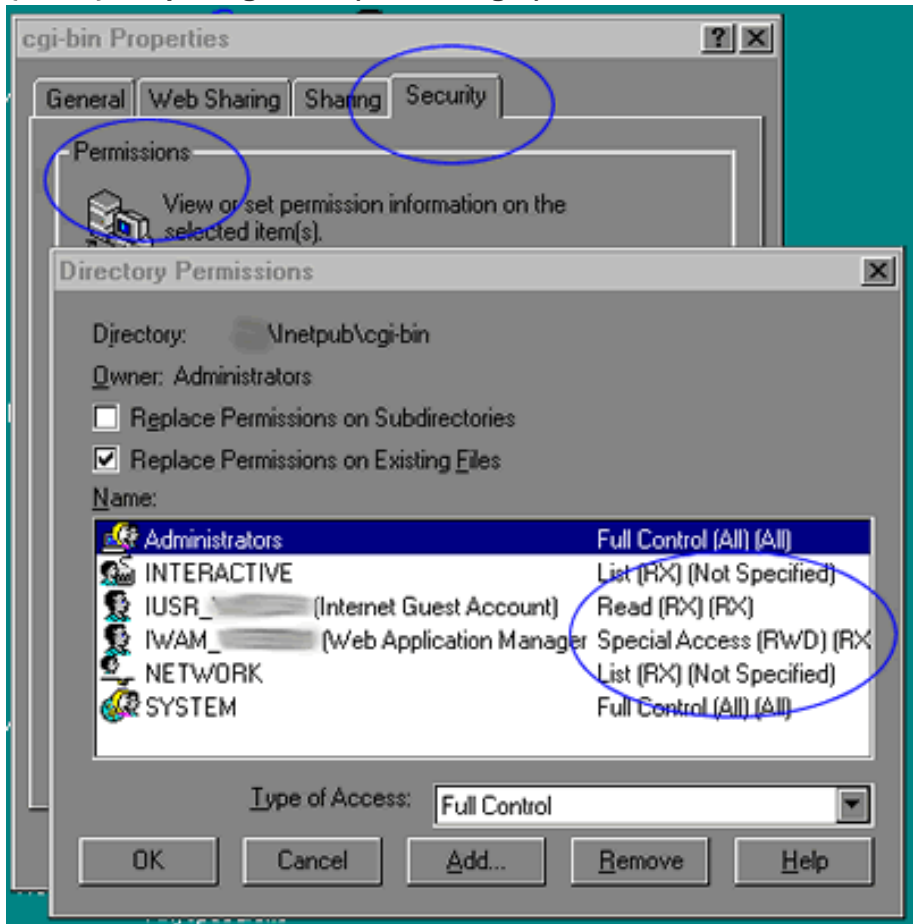 cgi-bin Properties
General Web Sharing Sharing Security
Permissions
View or set permission information on the
selected item(s).
Directory Permissions
Directory: \Inetpub\cgi-bin
Owner: Administrators
Replace Permissions on Subdirectories
Replace Permissions on Existing Files
Name:
Administrators Full Control (All) (All)
INTERACTIVE List (RX) (Not Specified)
IUSR_ (Internet Guest Account) Read (RX) (RX)
IWAM_ (Web Application Manager Special Access (RWD) (RX
NETWORK List (RX) (Not Specified)
SYSTEM Full Control (All) (All)
Type of Access: Full Control
OK Cancel Add... Remove Help